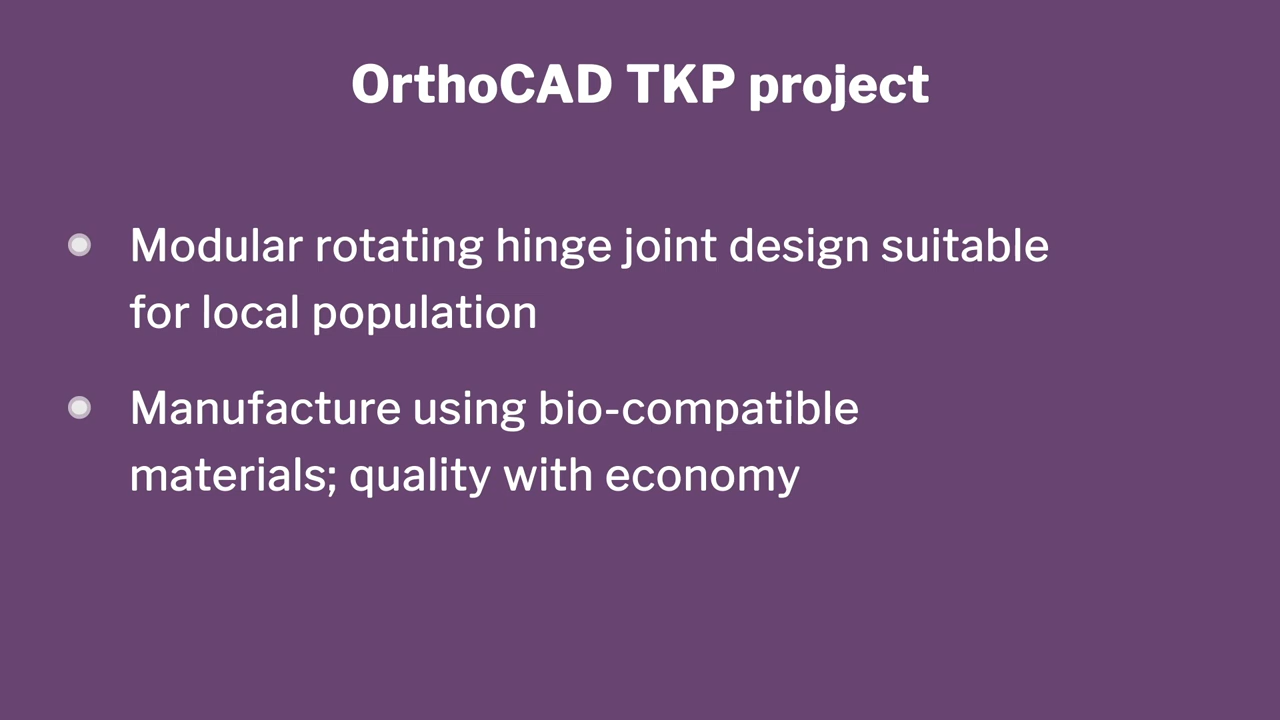 OrthoCAD TKP project
Modular rotating hinge joint design suitable
for local population
Manufacture using bio-compatible
materials; quality with economy